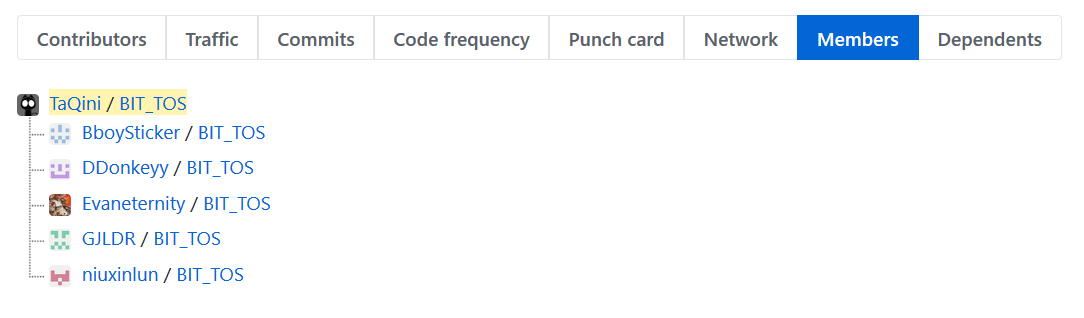 Contributors Traffic Commits Code frequency Punch card Network Members Dependents
TaQini / BIT_TOS
BboySticker / BIT_TOS
DDonkeyy / BIT_TOS
Evaneternity / BIT_TOS
GJLDR / BIT_TOS
niuxinlun / BIT_TOS